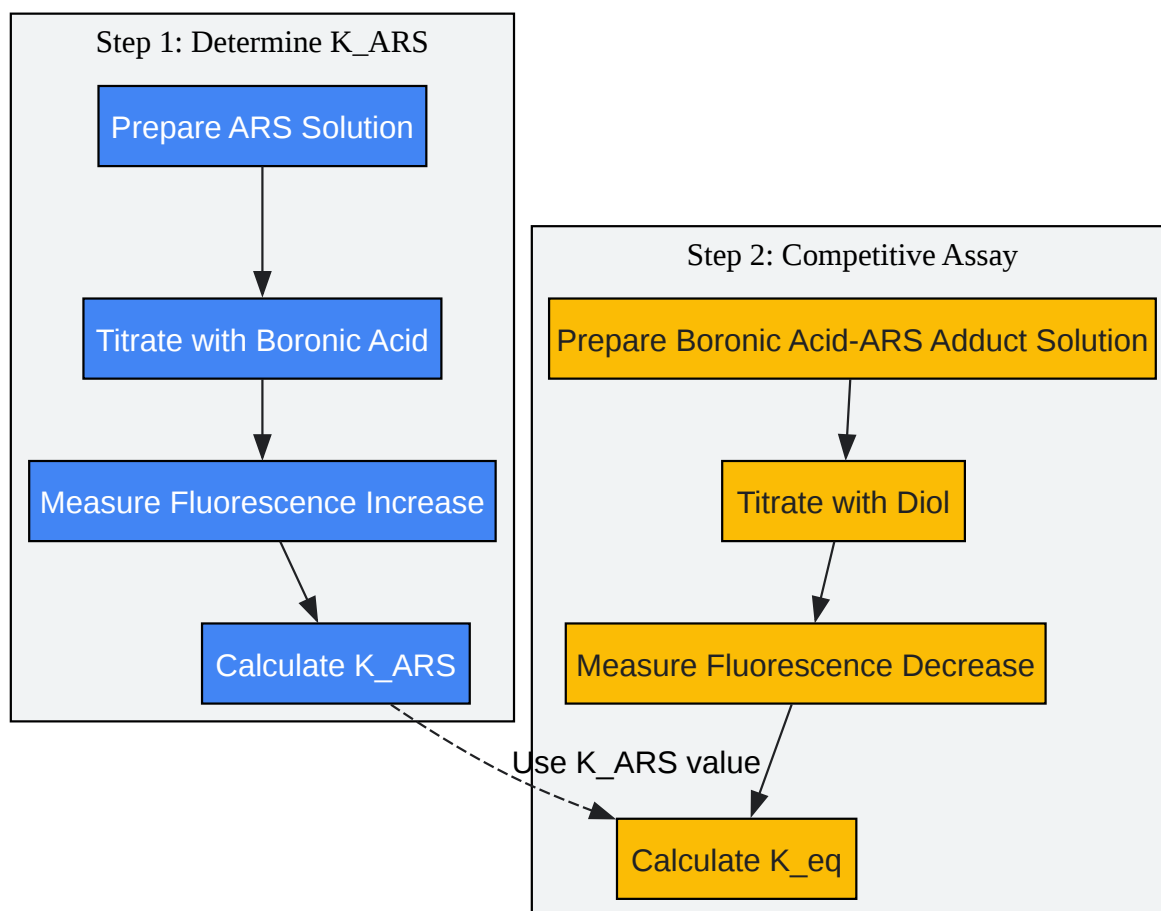 Step 1: Determine K_ARS
Prepare ARS Solution
Titrate with Boronic Acid
Measure Fluorescence Increase
Calculate K_ARS
Use K_ARS value
Step 2: Competitive Assay
Prepare Boronic Acid-ARS Adduct Solution
Titrate with Diol
Measure Fluorescence Decrease
Calculate K_eq